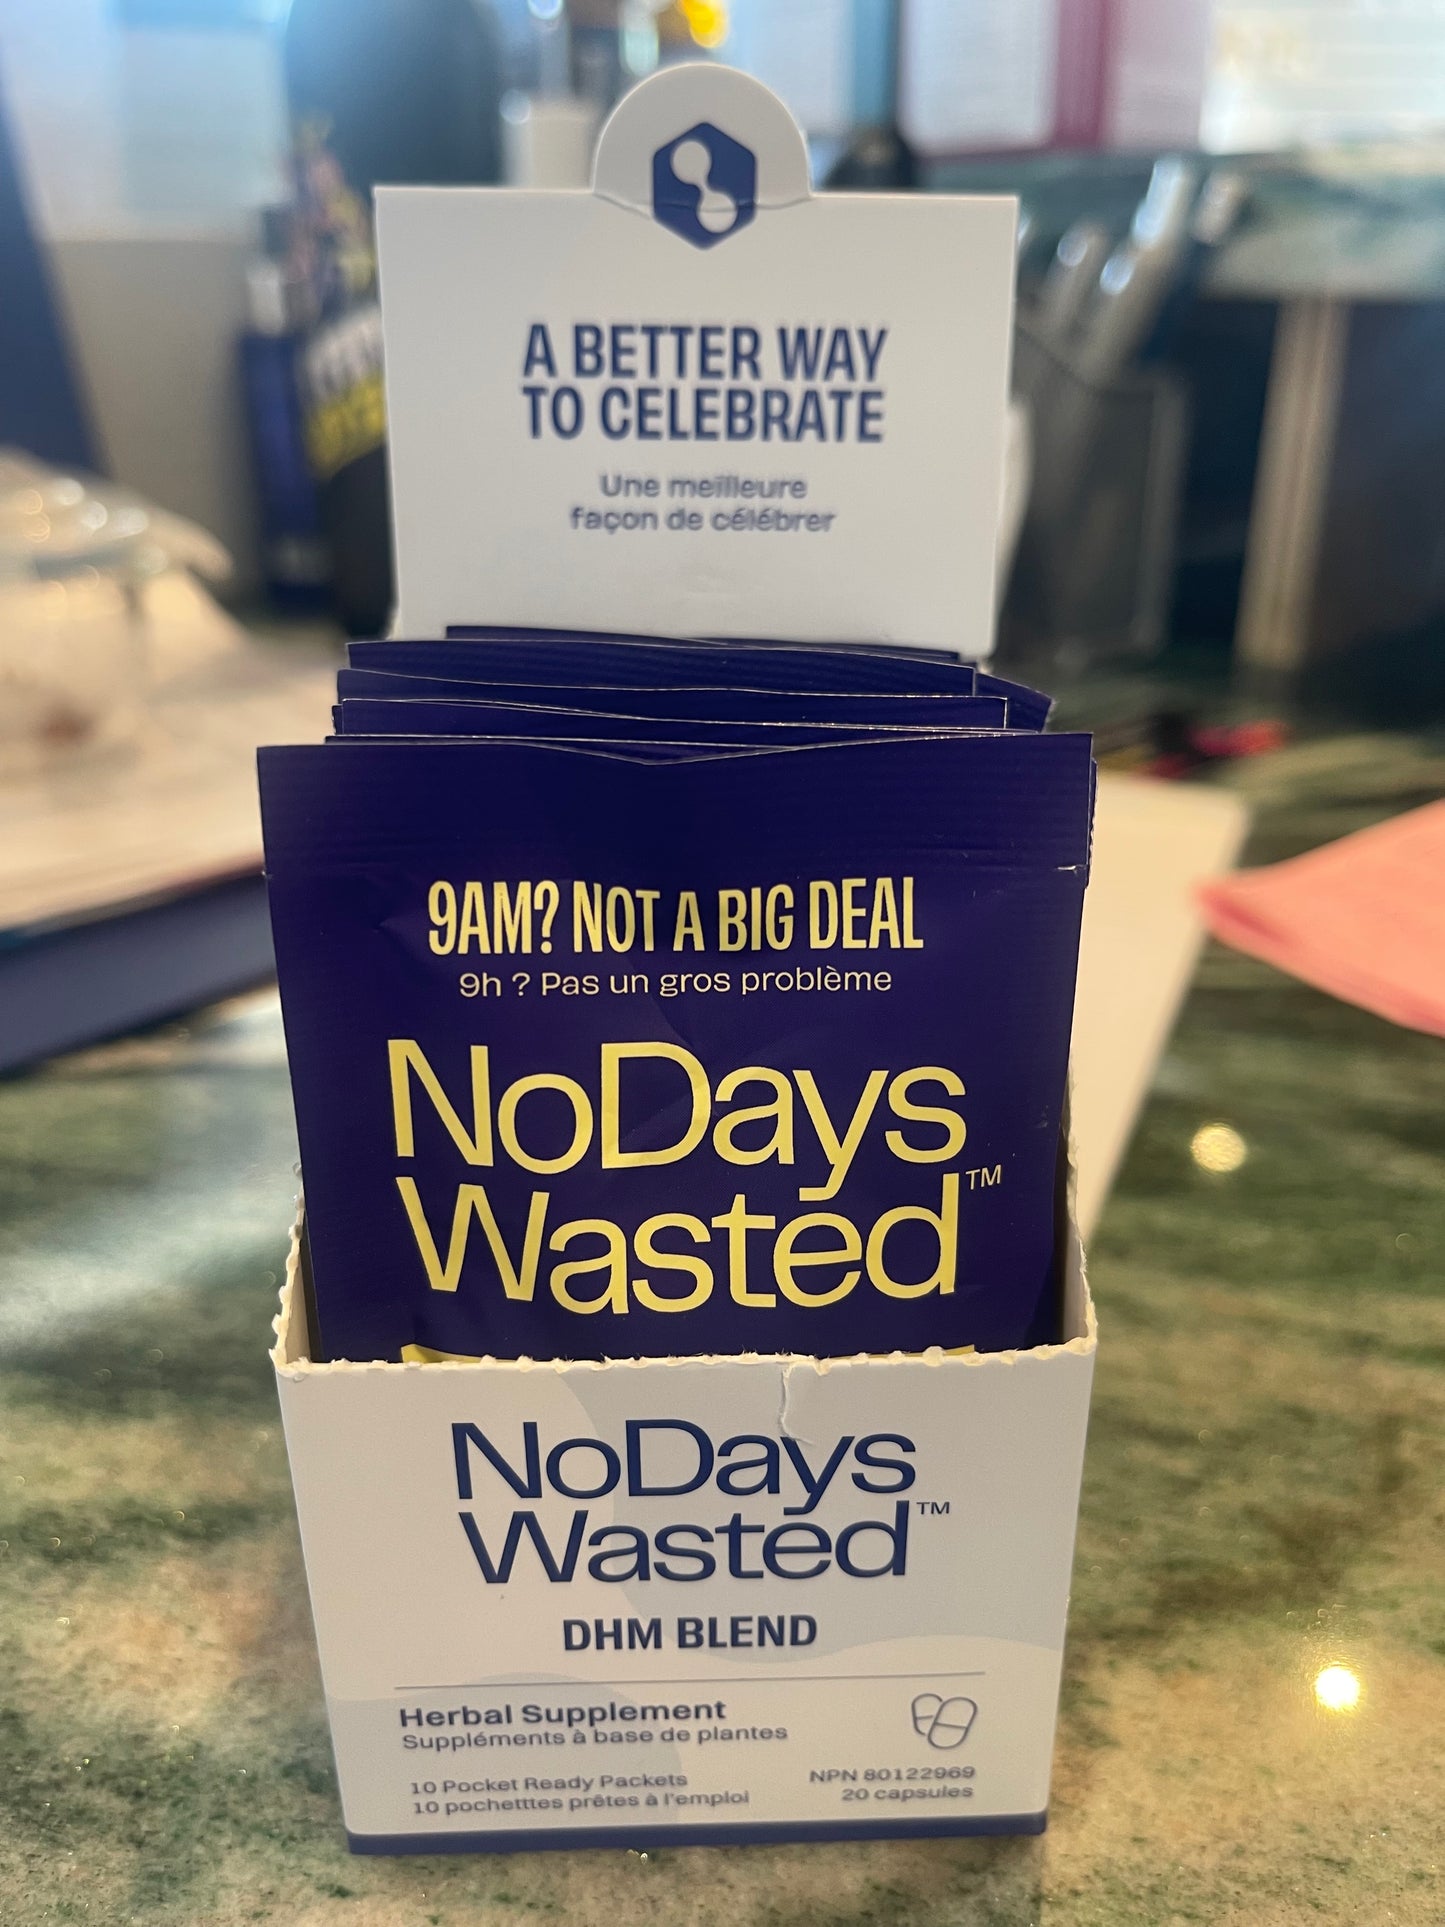 A BETTER WAY
TO CELEBRATE
Une meilleure
façon de célébrer
9AM? NOT A BIG DEAL
9h ? Pas un gros problème
NoDays
Wasted™
NoDays
Wasted™
DHM BLEND
Herbal Supplement
Suppléments à base de plantes
10 Pocket Ready Packets
10 pochetttes prêtes à l'emploi
NPN 80122969
20 capsules